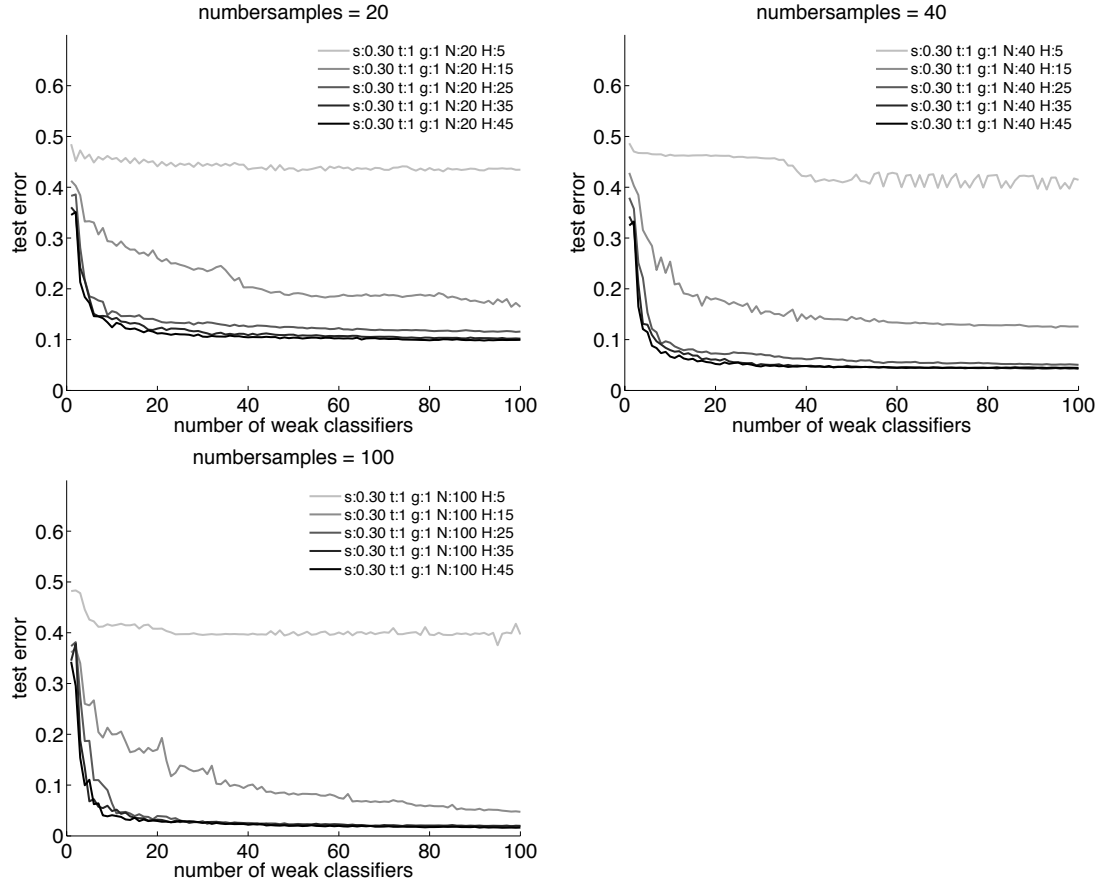 numbersamples = 20
s:0.30 t:1 g:1 N:20 H:5
s:0.30 t:1 g:1 N:20 H:15
s:0.30 t:1 g:1 N:20 H:25
s:0.30 t:1 g:1 N:20 H:35
s:0.30 t:1 g:1 N:20 H:45
0.6
0.5
0.4
0.3
0.2
0.1
0
test error
0 20 40 60 80 100
number of weak classifiers
numbersamples = 40
s:0.30 t:1 g:1 N:40 H:5
s:0.30 t:1 g:1 N:40 H:15
s:0.30 t:1 g:1 N:40 H:25
s:0.30 t:1 g:1 N:40 H:35
s:0.30 t:1 g:1 N:40 H:45
0.6
0.5
0.4
0.3
0.2
0.1
0
test error
0 20 40 60 80 100
number of weak classifiers
numbersamples = 100
s:0.30 t:1 g:1 N:100 H:5
s:0.30 t:1 g:1 N:100 H:15
s:0.30 t:1 g:1 N:100 H:25
s:0.30 t:1 g:1 N:100 H:35
s:0.30 t:1 g:1 N:100 H:45
0.6
0.5
0.4
0.3
0.2
0.1
0
test error
0 20 40 60 80 100
number of weak classifiers